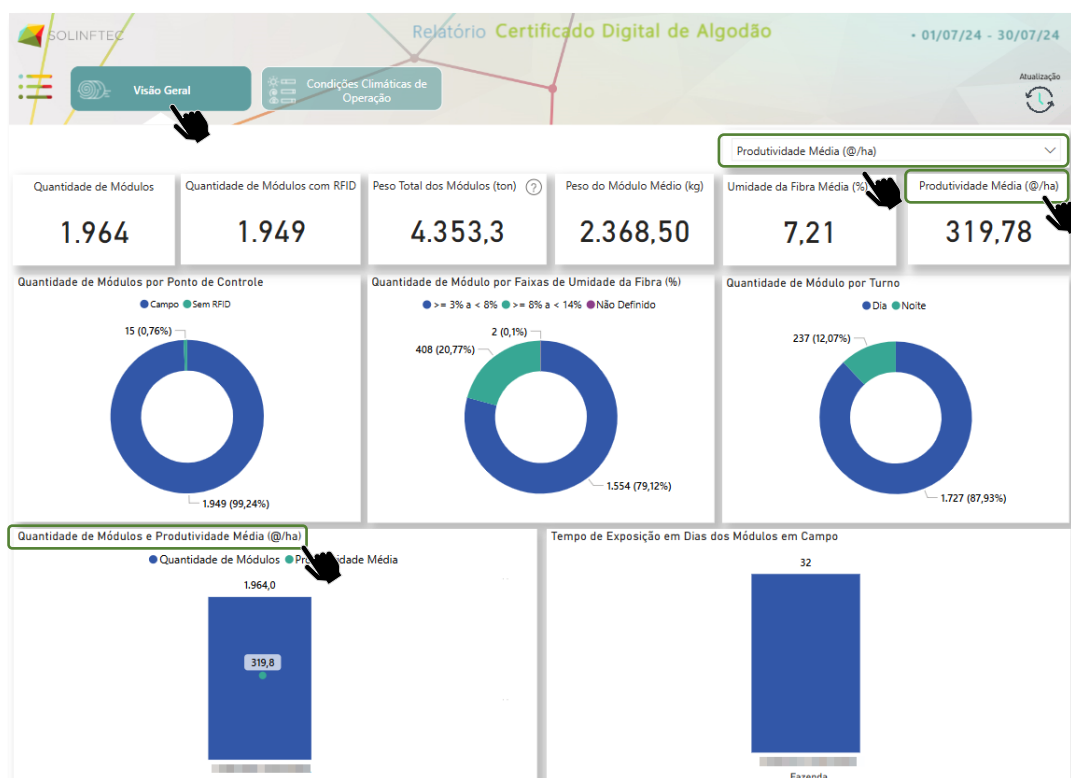 SOLINFTEC
Relatório Certificado Digital de Algodão
• 01/07/24 - 30/07/24
Visão Geral
Condições Climáticas de
Operação
Atualização
Produtividade Média (@/ha)
Quantidade de Módulos
1.964
Quantidade de Módulos com RFID
1.949
Peso Total dos Módulos (ton) ?
4.353,3
Peso do Módulo Médio (kg)
2.368,50
Umidade da Fibra Média (%)
7,21
Produtividade Média (@/ha)
319,78
Quantidade de Módulos por Ponto de Controle
Campo Sem RFID
15 (0,76%)
1.949 (99,24%)
Quantidade de Módulo por Faixas de Umidade da Fibra (%)
>= 3% a < 8% >= 8% a < 14% Não Definido
2 (0,1%)
408 (20,77%)
1.554 (79,12%)
Quantidade de Módulo por Turno
Dia Noite
237 (12,07%)
1.727 (87,93%)
Quantidade de Módulos e Produtividade Média (@/ha)
Quantidade de Módulos Produtividade Média
1.964,0
319,8
Tempo de Exposição em Dias dos Módulos em Campo
32
Fazenda